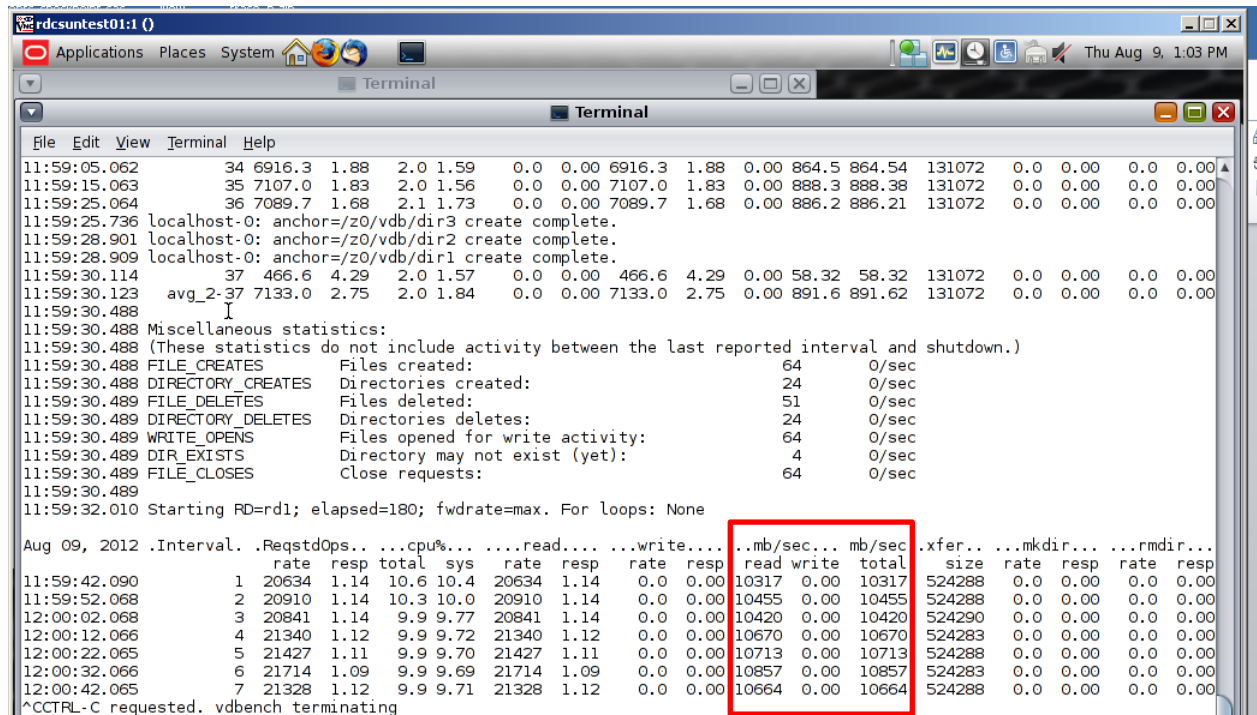 rdcsuntest01:1 ()
Applications Places System Thu Aug 9, 1:03 PM
Terminal
Terminal
File Edit View Terminal Help
11:59:05.062 34 6916.3 1.88 2.0 1.59 0.0 0.00 6916.3 1.88 0.00 864.5 864.54 131072 0.0 0.00 0.0 0.00
11:59:15.063 35 7107.0 1.83 2.0 1.56 0.0 0.00 7107.0 1.83 0.00 888.3 888.38 131072 0.0 0.00 0.0 0.00
11:59:25.064 36 7089.7 1.68 2.1 1.73 0.0 0.00 7089.7 1.68 0.00 886.2 886.21 131072 0.0 0.00 0.0 0.00
11:59:25.736 localhost-0: anchor=/z0/vdb/dir3 create complete.
11:59:28.901 localhost-0: anchor=/z0/vdb/dir2 create complete.
11:59:28.909 localhost-0: anchor=/z0/vdb/dir1 create complete.
11:59:30.114 37 466.6 4.29 2.0 1.57 0.0 0.00 466.6 4.29 0.00 58.32 58.32 131072 0.0 0.00 0.0 0.00
11:59:30.123 avg_2-37 7133.0 2.75 2.0 1.84 0.0 0.00 7133.0 2.75 0.00 891.6 891.62 131072 0.0 0.00 0.0 0.00
11:59:30.488
11:59:30.488 Miscellaneous statistics:
11:59:30.488 (These statistics do not include activity between the last reported interval and shutdown.)
11:59:30.488 FILE_CREATES Files created: 64 0/sec
11:59:30.488 DIRECTORY_CREATES Directories created: 24 0/sec
11:59:30.489 FILE_DELETES Files deleted: 51 0/sec
11:59:30.489 DIRECTORY_DELETES Directories deletes: 24 0/sec
11:59:30.489 WRITE_OPENS Files opened for write activity: 64 0/sec
11:59:30.489 DIR_EXISTS Directory may not exist (yet): 4 0/sec
11:59:30.489 FILE_CLOSES Close requests: 64 0/sec
11:59:30.489
11:59:32.010 Starting RD=rd1; elapsed=180; fwdrate=max. For loops: None
Aug 09, 2012 .Interval. .ReqstdOps.. ...cpu%... ....read.... ...write.... ..mb/sec... mb/sec .xfer.. ...mkdir... ...rmdir...
rate resp total sys rate resp rate resp read write total size rate resp rate resp
11:59:42.090 1 20634 1.14 10.6 10.4 20634 1.14 0.0 0.00 10317 0.00 10317 524288 0.0 0.00 0.0 0.00
11:59:52.068 2 20910 1.14 10.3 10.0 20910 1.14 0.0 0.00 10455 0.00 10455 524288 0.0 0.00 0.0 0.00
12:00:02.068 3 20841 1.14 9.9 9.77 20841 1.14 0.0 0.00 10420 0.00 10420 524290 0.0 0.00 0.0 0.00
12:00:12.066 4 21340 1.12 9.9 9.72 21340 1.12 0.0 0.00 10670 0.00 10670 524283 0.0 0.00 0.0 0.00
12:00:22.065 5 21427 1.11 9.9 9.70 21427 1.11 0.0 0.00 10713 0.00 10713 524288 0.0 0.00 0.0 0.00
12:00:32.066 6 21714 1.09 9.9 9.69 21714 1.09 0.0 0.00 10857 0.00 10857 524283 0.0 0.00 0.0 0.00
12:00:42.065 7 21328 1.12 9.9 9.71 21328 1.12 0.0 0.00 10664 0.00 10664 524288 0.0 0.00 0.0 0.00
^CCTRL-C requested. vdbench terminating